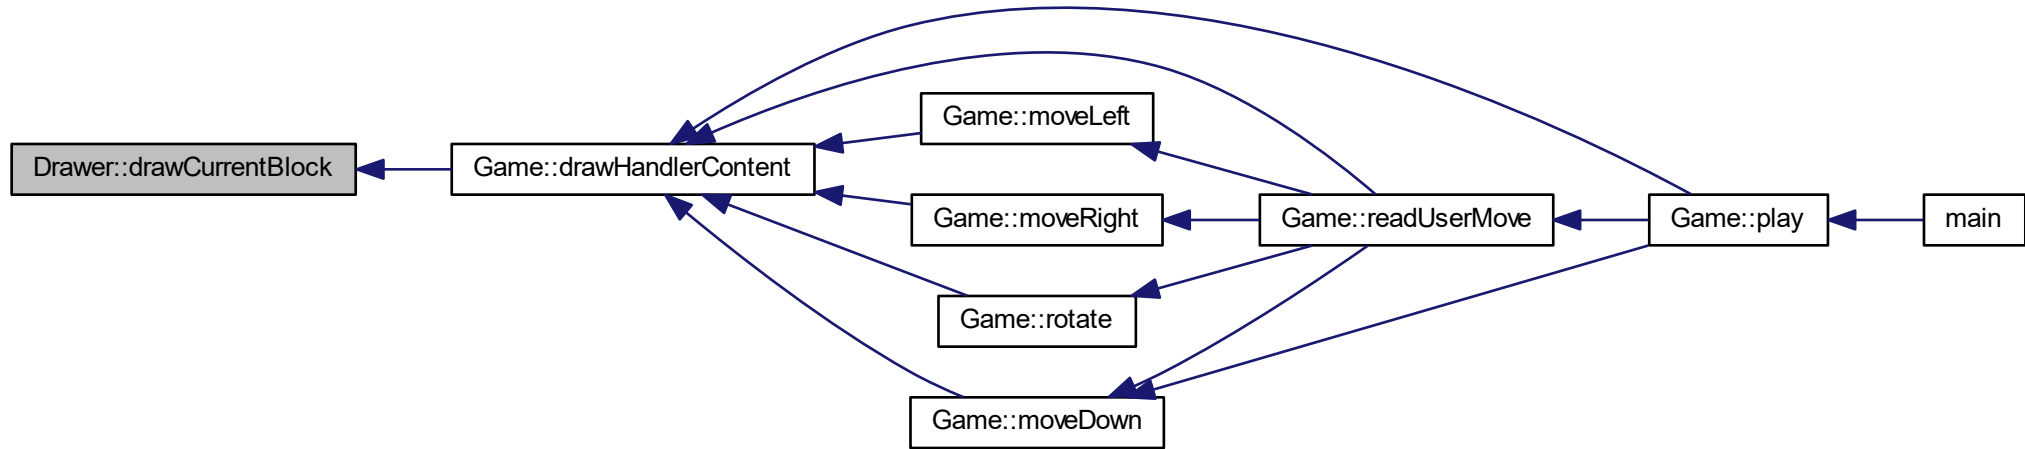 Drawer::drawCurrentBlock
Game::drawHandlerContent
Game::moveLeft
Game::moveRight
Game::rotate
Game::moveDown
Game::readUserMove
Game::play
main